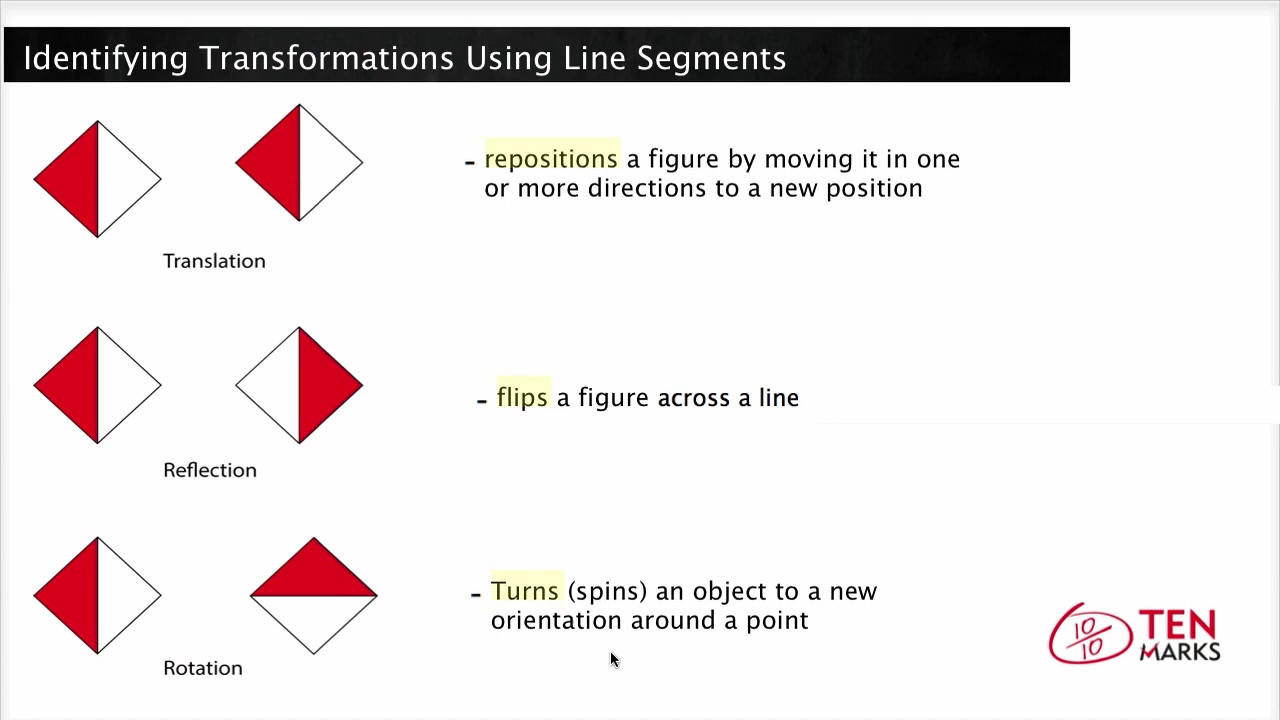 Identifying Transformations Using Line Segments
- repositions a figure by moving it in one
or more directions to a new position
Translation
- flips a figure across a line
Reflection
- Turns (spins) an object to a new
orientation around a point
Rotation
10/10
TEN
MARKS